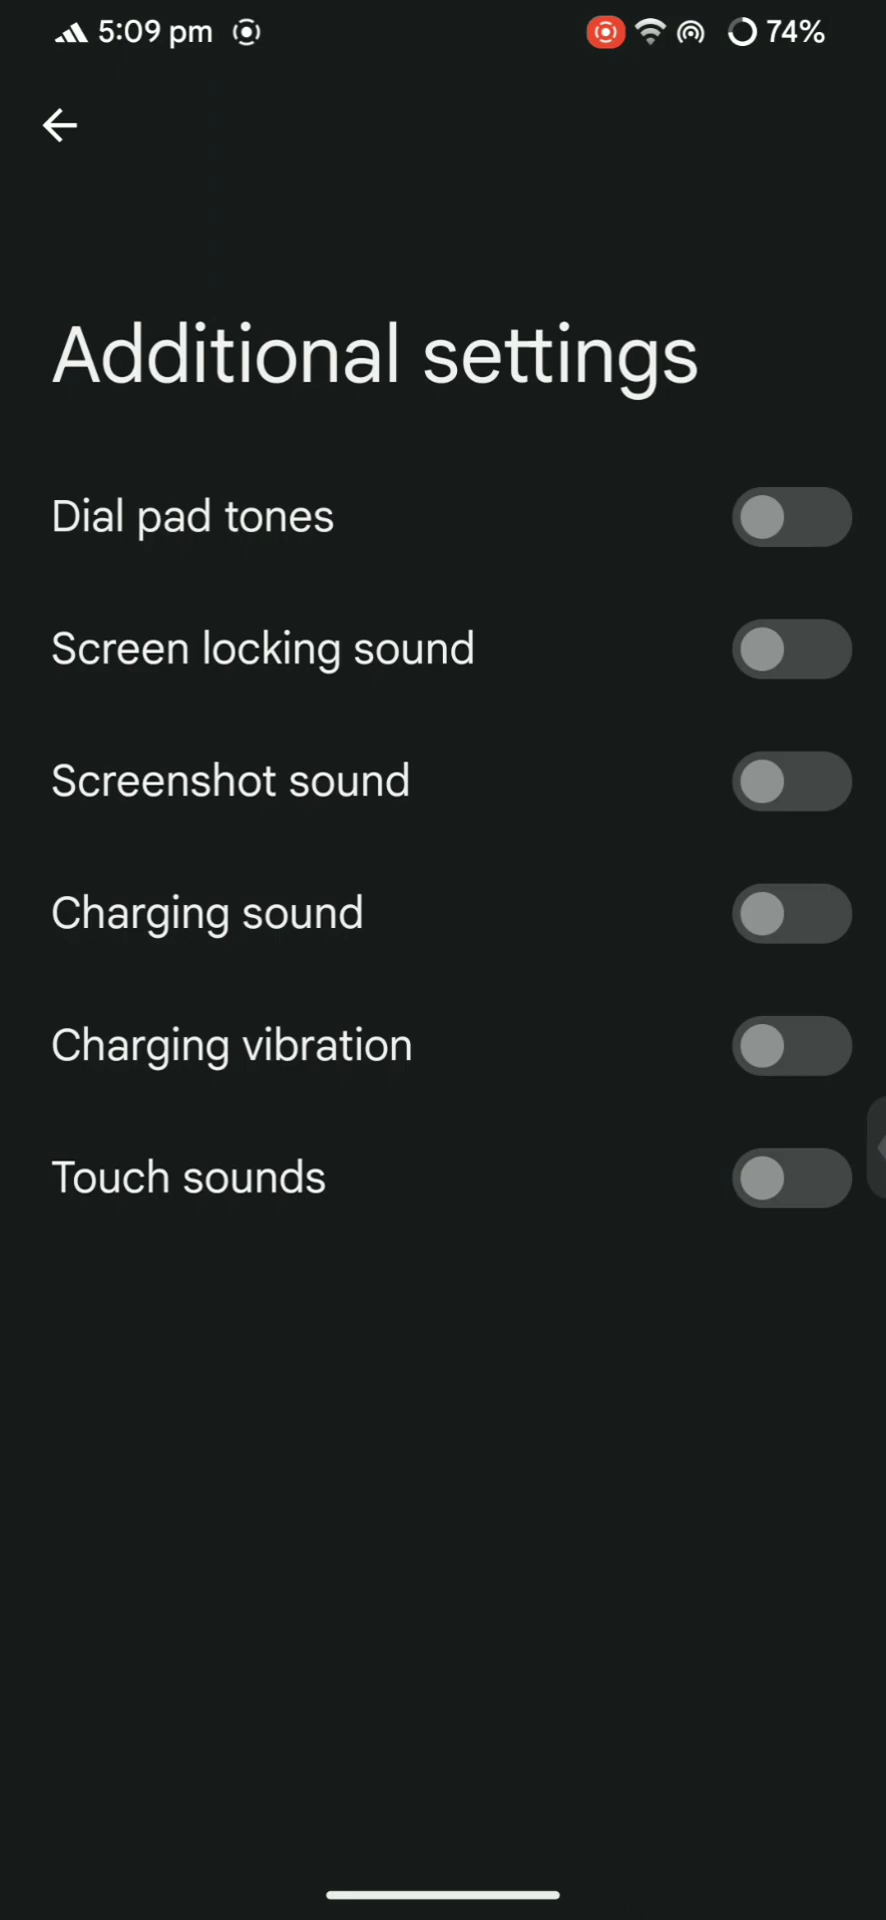 5:09 pm 74%
Additional settings
Dial pad tones
Screen locking sound
Screenshot sound
Charging sound
Charging vibration
Touch sounds